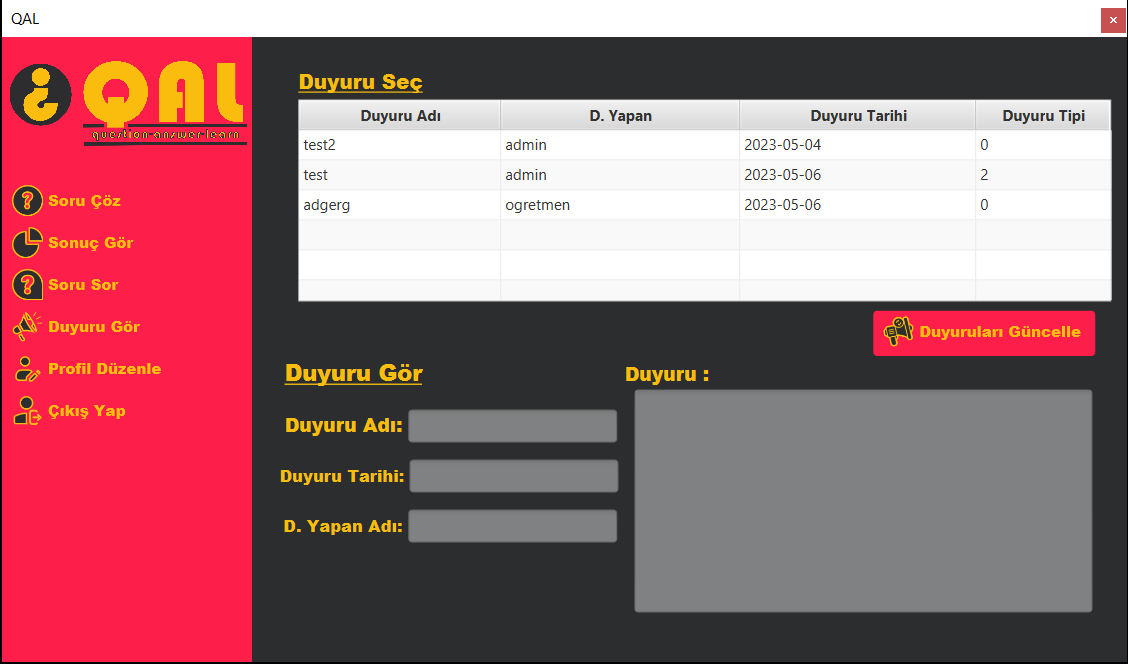 QAL
QAL
question-answer-learn
Soru Çöz
Sonuç Gör
Soru Sor
Duyuru Gör
Profil Düzenle
Çıkış Yap
Duyuru Seç
Duyuru Adı D. Yapan Duyuru Tarihi Duyuru Tipi
test2 admin 2023-05-04 0
test admin 2023-05-06 2
adgerg ogretmen 2023-05-06 0
Duyuruları Güncelle
Duyuru Gör
Duyuru Adı:
Duyuru Tarihi:
D. Yapan Adı:
Duyuru :